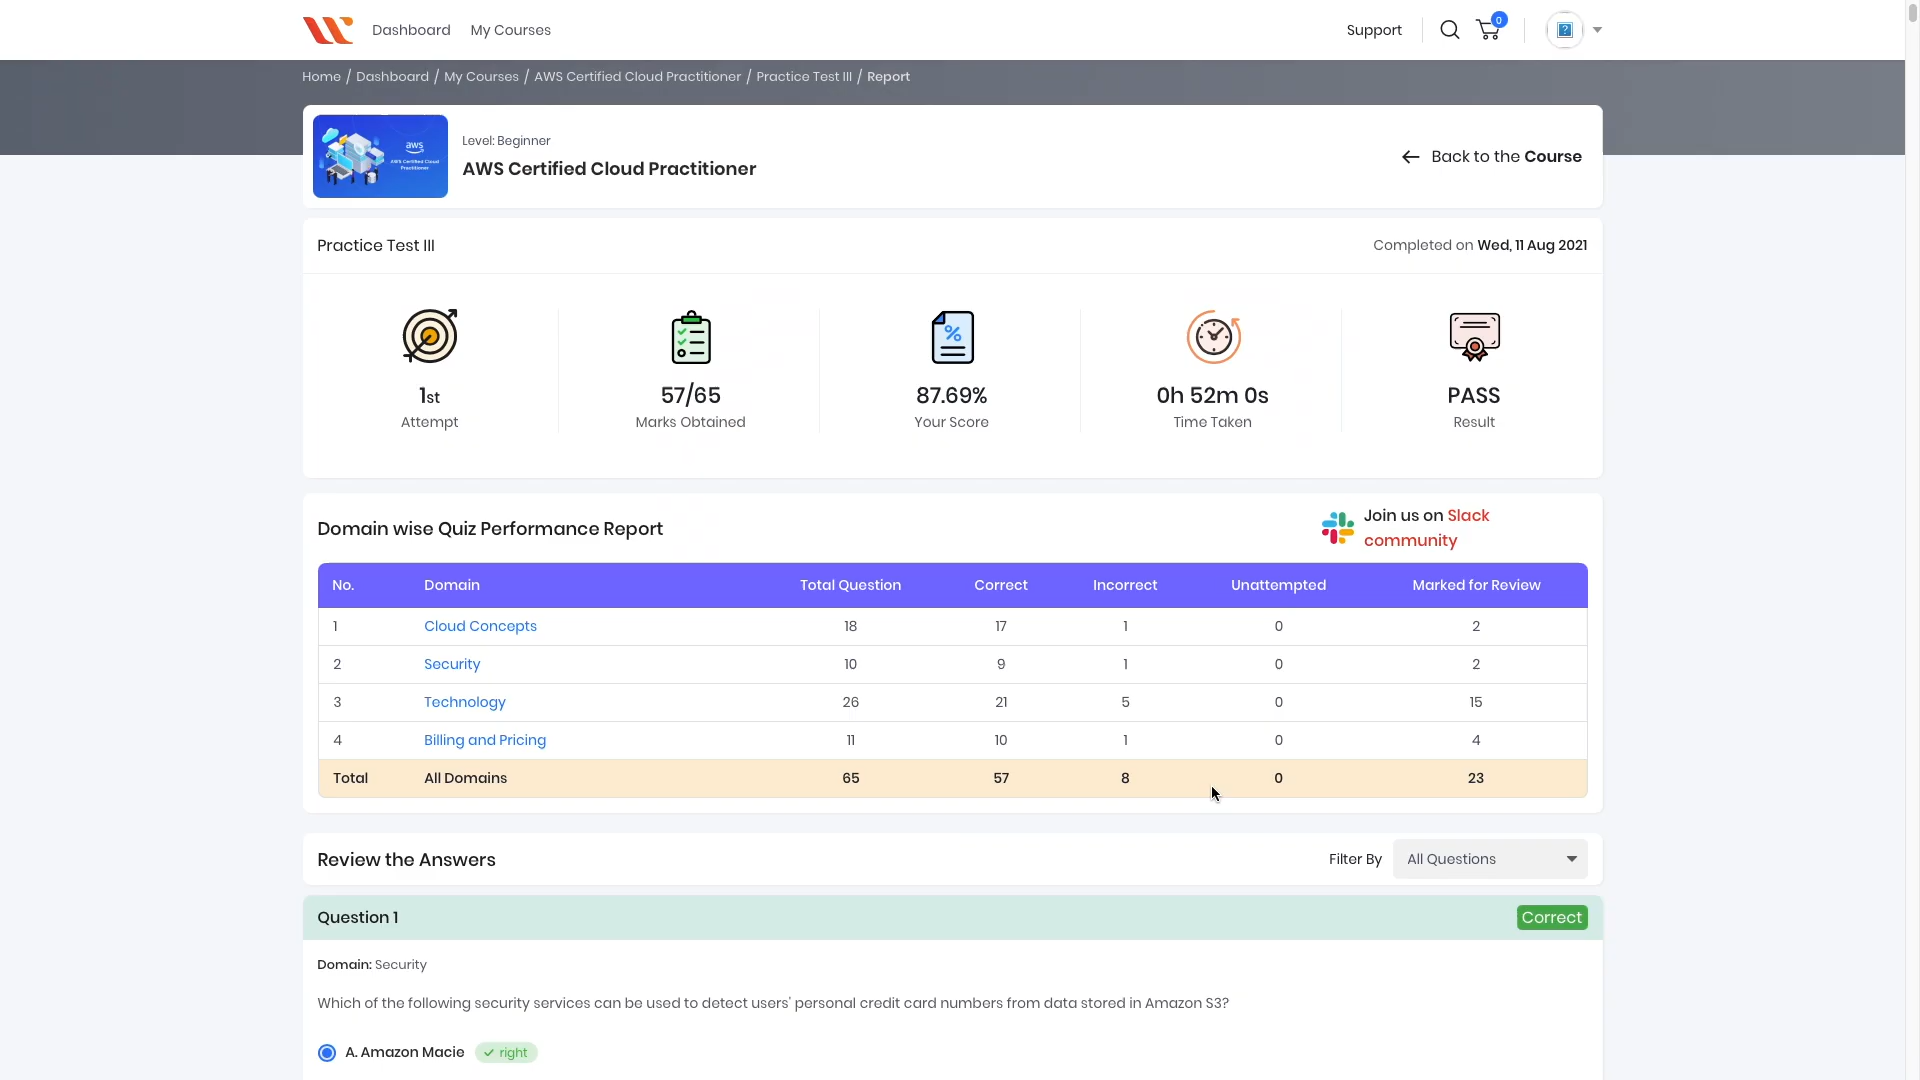 Dashboard My Courses Support 0
Home / Dashboard / My Courses / AWS Certified Cloud Practitioner / Practice Test III / Report
aws
AWS Certified Cloud
Practitioner
Level: Beginner
AWS Certified Cloud Practitioner
← Back to the Course
Practice Test III Completed on Wed, 11 Aug 2021
1st
Attempt
57/65
Marks Obtained
87.69%
Your Score
0h 52m 0s
Time Taken
PASS
Result
Domain wise Quiz Performance Report
Join us on Slack
community
No. Domain Total Question Correct Incorrect Unattempted Marked for Review
1 Cloud Concepts 18 17 1 0 2
2 Security 10 9 1 0 2
3 Technology 26 21 5 0 15
4 Billing and Pricing 11 10 1 0 4
Total All Domains 65 57 8 0 23
Review the Answers Filter By All Questions
Question 1 Correct
Domain: Security
Which of the following security services can be used to detect users' personal credit card numbers from data stored in Amazon S3?
A. Amazon Macie ✓ right